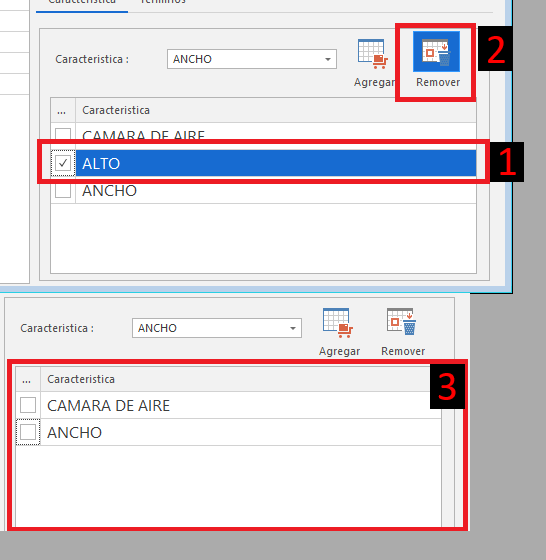 Caracteristica Terminos
Caracteristica : ANCHO
Agregar Remover
2
... Caracteristica
CAMARA DE AIRE
ALTO
1
ANCHO
Caracteristica : ANCHO
Agregar Remover
... Caracteristica
3
CAMARA DE AIRE
ANCHO